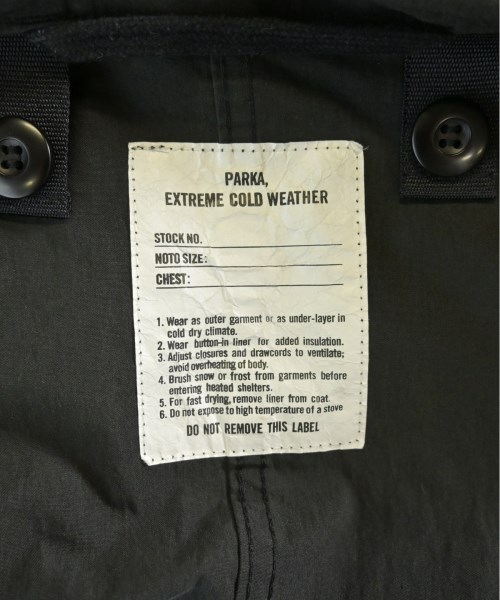 PARKA,
EXTREME COLD WEATHER
STOCK NO.
NOTO SIZE:
CHEST:
1. Wear as outer garment or as under-layer in
cold dry climate.
2. Wear button-in liner for added insulation.
3. Adjust closures and drawcords to ventilate;
avoid overheating of body.
4. Brush snow or frost from garments before
entering heated shelters.
5. For fast drying, remove liner from coat.
6. Do not expose to high temperature of a stove
DO NOT REMOVE THIS LABEL